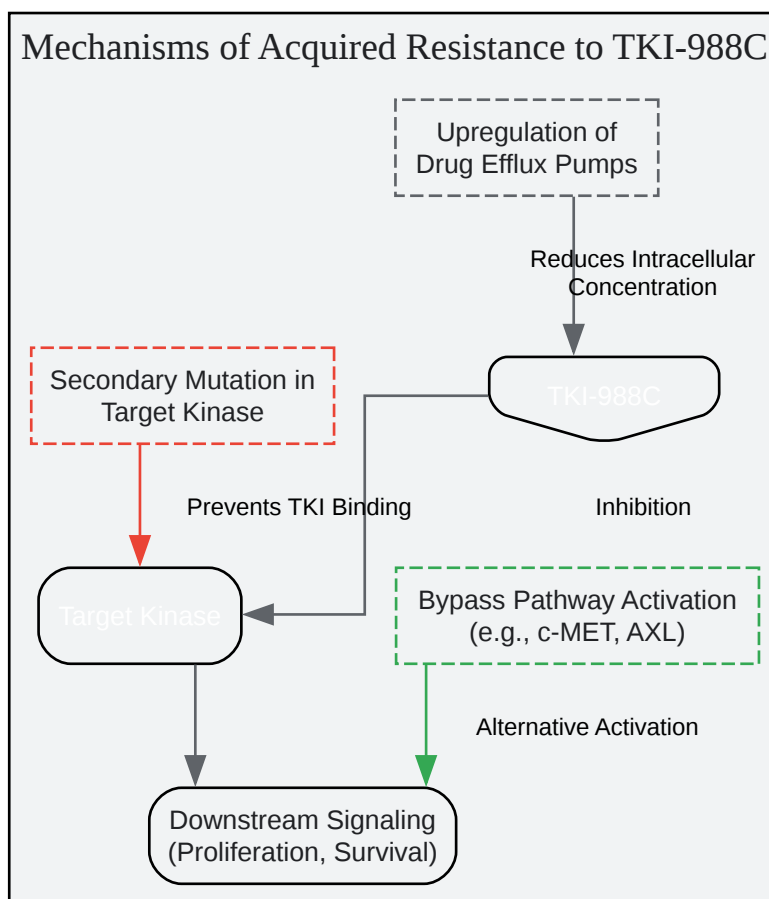 Mechanisms of Acquired Resistance to TKI-988C
Upregulation of
Drug Efflux Pumps
Reduces Intracellular
Concentration
Secondary Mutation in
Target Kinase
TKI-988C
Prevents TKI Binding
Inhibition
Target Kinase
Bypass Pathway Activation
(e.g., c-MET, AXL)
Alternative Activation
Downstream Signaling
(Proliferation, Survival)